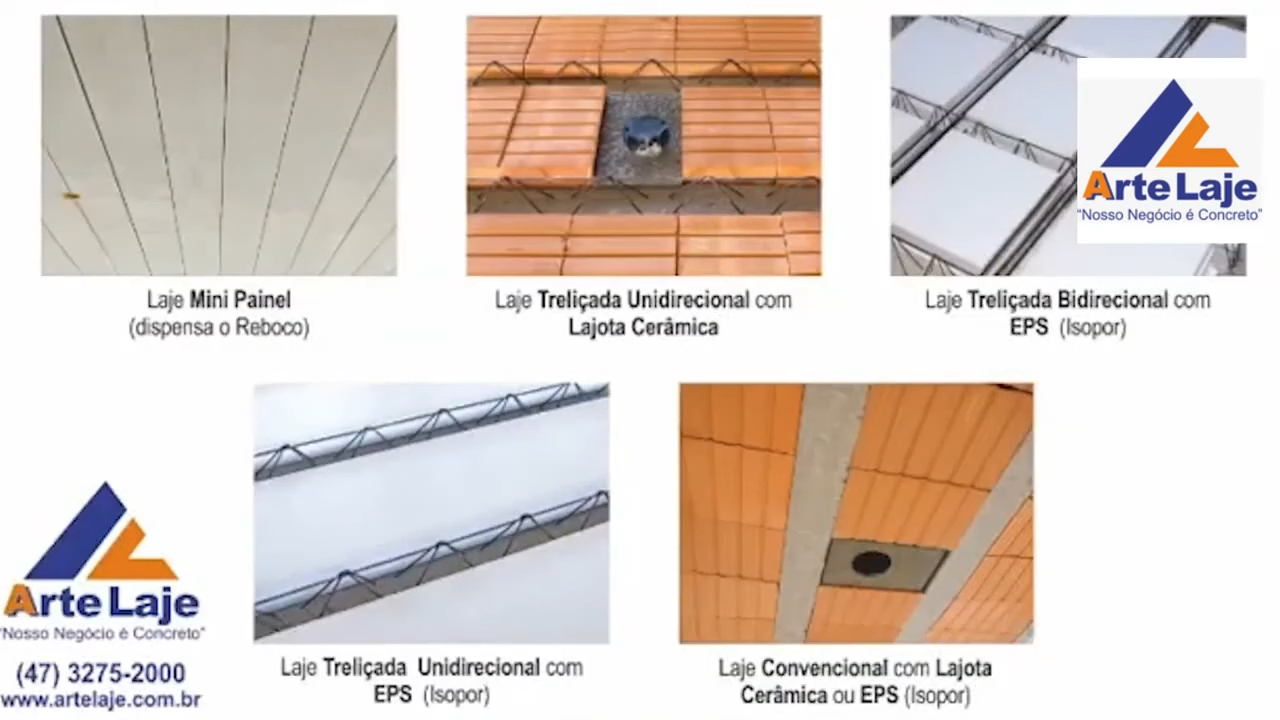 Arte Laje
"Nosso Negócio é Concreto"
Laje Mini Painel
(dispensa o Reboco)
Laje Treliçada Unidirecional com
Lajota Cerâmica
Laje Treliçada Bidirecional com
EPS (Isopor)
Arte Laje
"Nosso Negócio é Concreto"
(47) 3275-2000
www.artelaje.com.br
Laje Treliçada Unidirecional com
EPS (Isopor)
Laje Convencional com Lajota
Cerâmica ou EPS (Isopor)